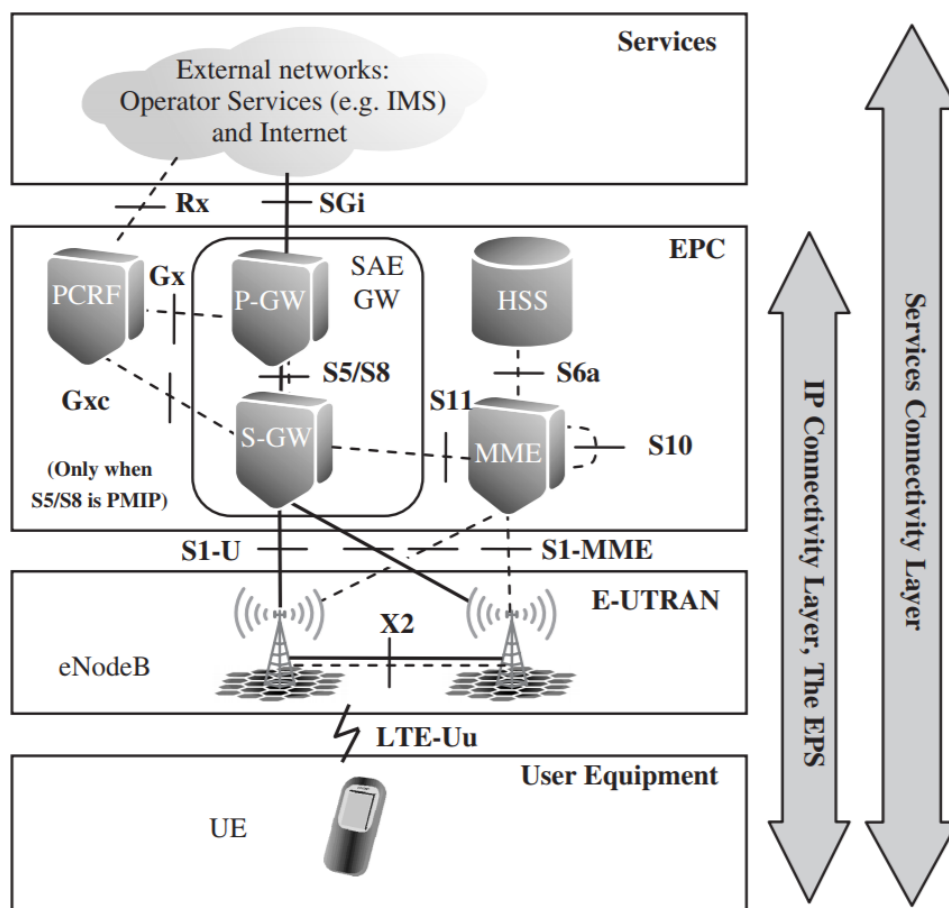 Services
External networks:
Operator Services (e.g. IMS)
and Internet
Rx
SGi
EPC
SAE
GW
PCRF
Gx
P-GW
HSS
S5/S8
S6a
Gxc
S11
S-GW
MME
S10
(Only when
S5/S8 is PMIP)
S1-U
S1-MME
E-UTRAN
X2
eNodeB
LTE-Uu
User Equipment
UE
IP Connectivity Layer, The EPS
Services Connectivity Layer